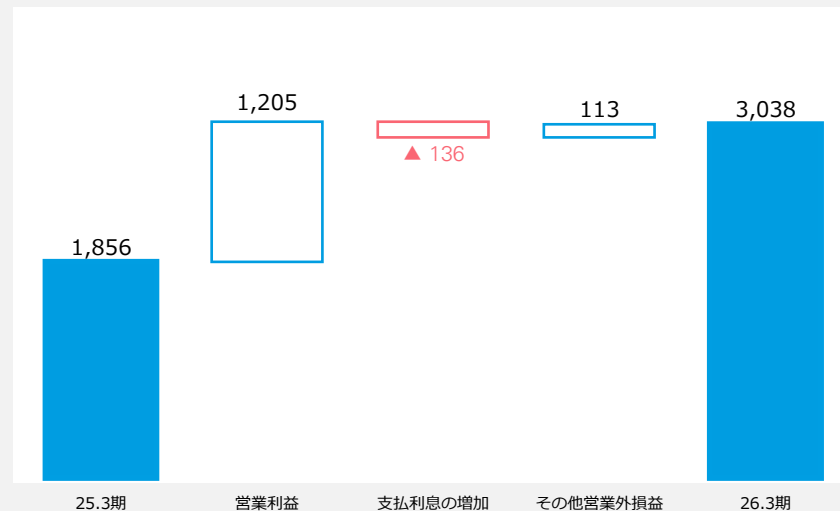 1,205
113
3,038
▲ 136
1,856
25.3期
営業利益
支払利息の増加
その他営業外損益
26.3期